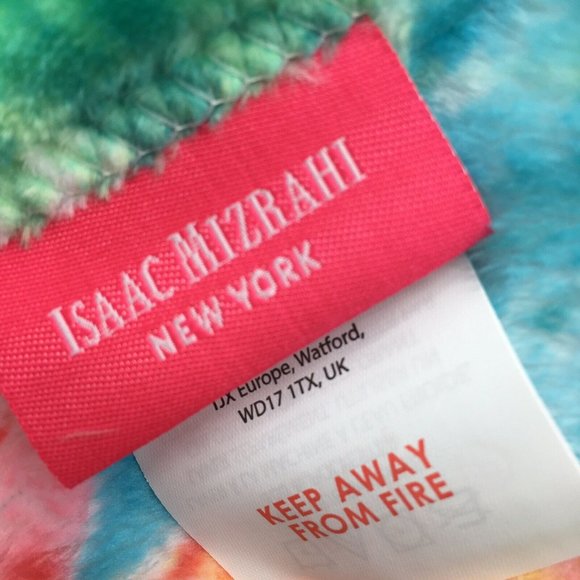 ISAAC MIZRAHI
NEW YORK
TJX Europe, Watford,
WD17 1TX, UK
KEEP AWAY
FROM FIRE